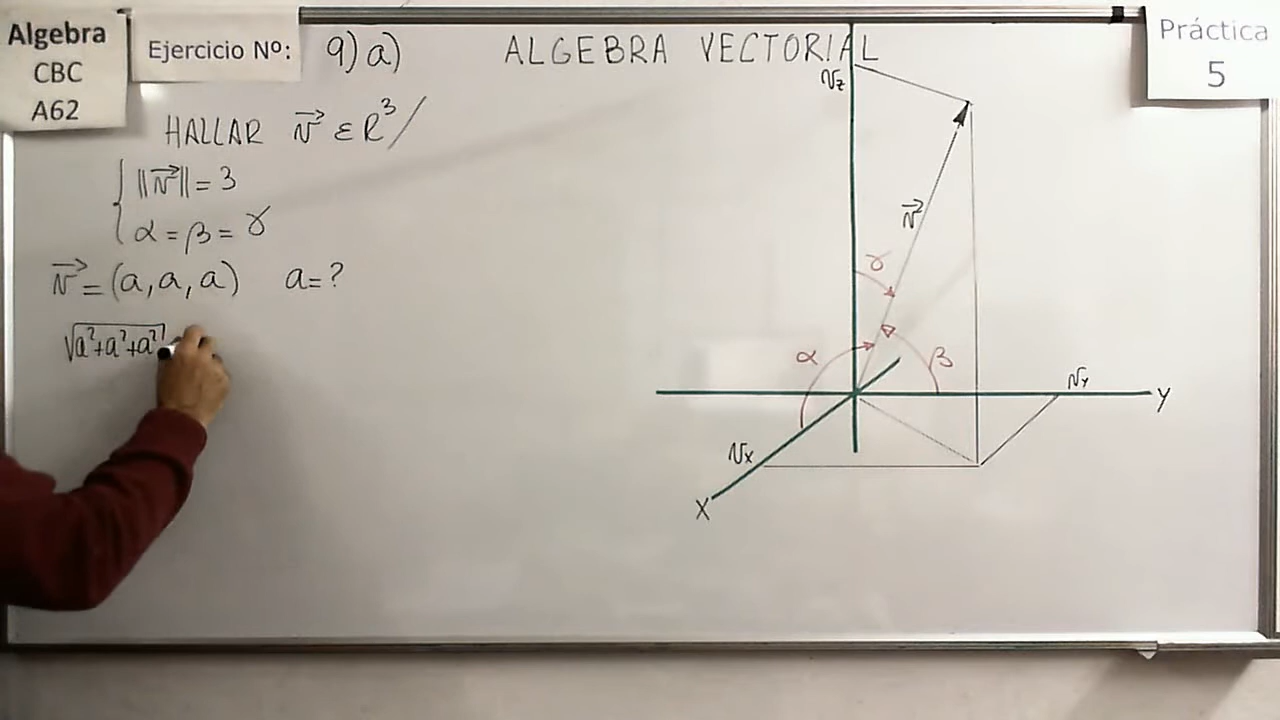 Algebra
CBC
A62
Ejercicio Nº: 9) a)
ALGEBRA VECTORIAL
Práctica
5
HALLAR v⃗ ε R³ /
‖v⃗‖ = 3
α = β = γ
v⃗ = (a, a, a) a = ?
√a²+a²+a²
Vz
v⃗
γ
α
β
Vy
Y
Vx
X